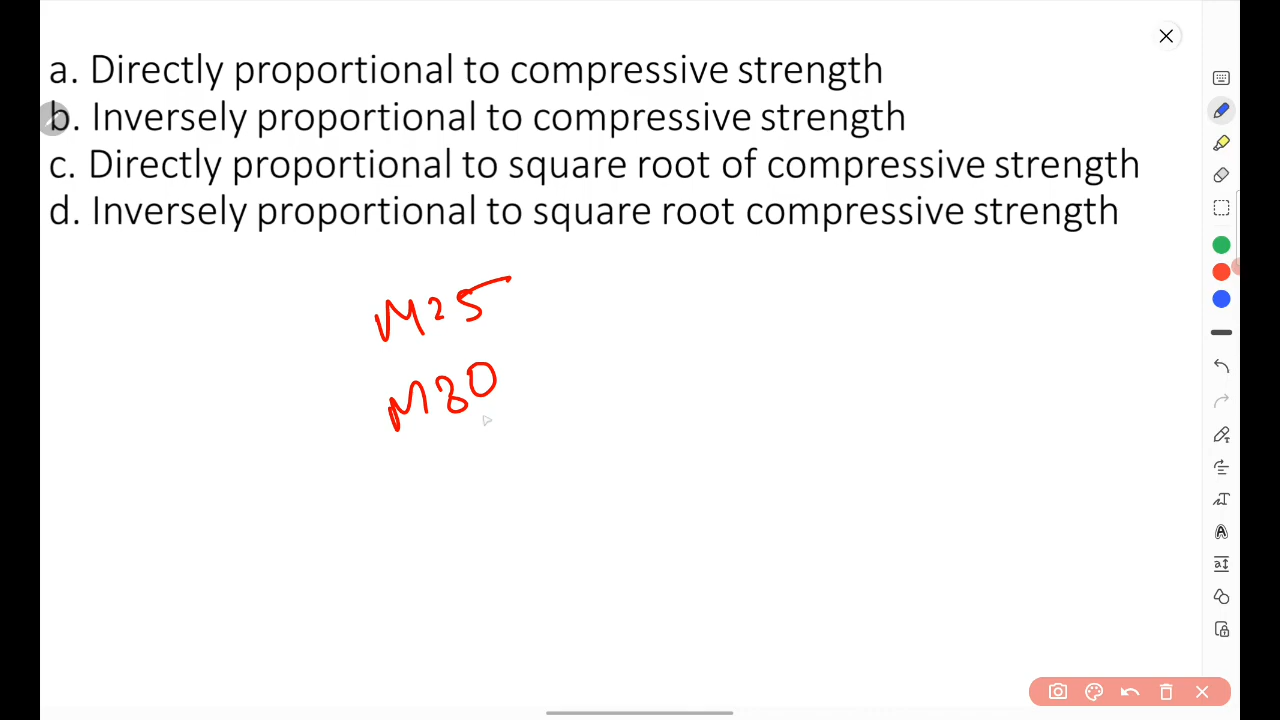 a. Directly proportional to compressive strength
b. Inversely proportional to compressive strength
c. Directly proportional to square root of compressive strength
d. Inversely proportional to square root compressive strength
M25
M30